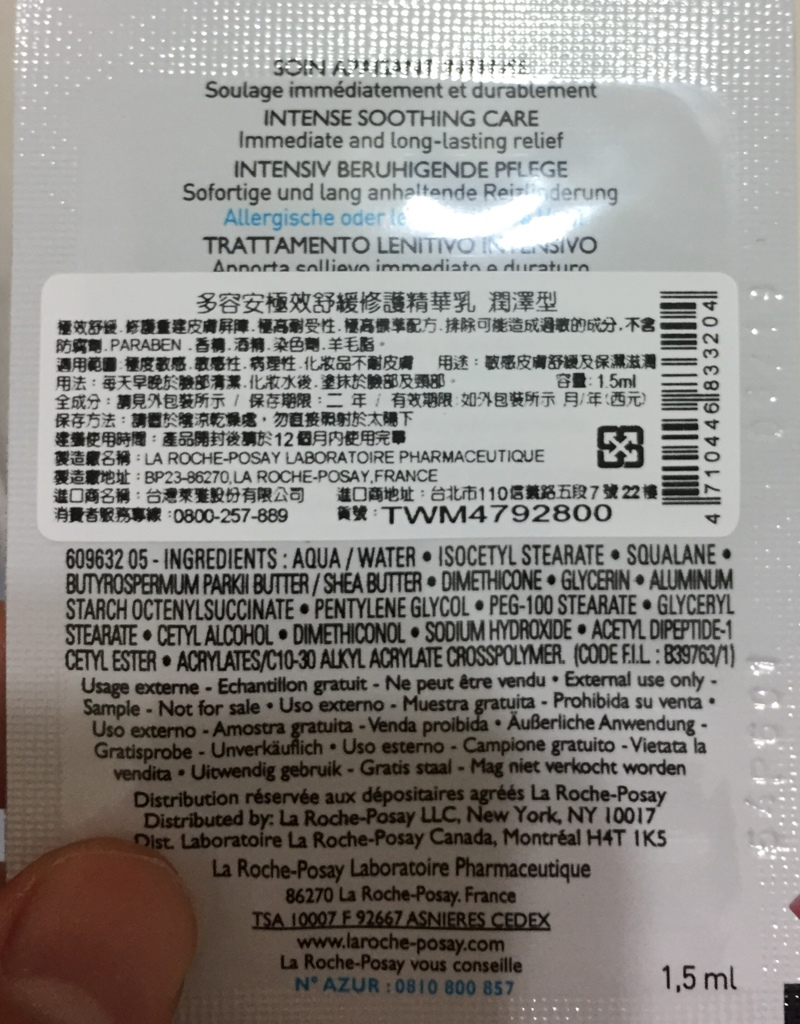 SOIN APAISANT INTENSE
Soulage immédiatement et durablement
INTENSE SOOTHING CARE
Immediate and long-lasting relief
INTENSIV BERUHIGENDE PFLEGE
Sofortige und lang anhaltende Reizlinderung
Allergische oder
TRATTAMENTO LENITIVO INTENSIVO
Apporta sollievo immediato e duraturo
多容安極效舒緩修護精華乳 潤澤型
極效舒緩.修護重建皮膚屏障.極高耐受性.極高標準配方.排除可能造成過敏的成分,不含
防腐劑.PARABEN.香精.酒精.染色劑.羊毛脂。
適用範圍:極度敏感.敏感性.病理性.化妝品不耐皮膚 用途：敏感皮膚舒緩及保濕滋潤
用法：每天早晚於臉部清潔.化妝水後.塗抹於臉部及頸部。 容量:1.5ml
全成分：請見外包裝所示 / 保存期限：二 年 / 有效期限:如外包裝所示 月/年(西元)
保存方法：請置於陰涼乾燥處，勿直接照射於太陽下
建議使用時間：產品開封後請於12個月內使用完畢
製造廠名稱：LA ROCHE-POSAY LABORATOIRE PHARMACEUTIQUE
製造廠地址：BP23-86270,LA ROCHE-POSAY,FRANCE
進口商名稱：台灣萊雅股份有限公司 進口商地址：台北市110信義路五段7號22樓
消費者服務專線:0800-257-889 貨號:TWM4792800
4 710446 833204
609632 05 - INGREDIENTS : AQUA / WATER • ISOCETYL STEARATE • SQUALANE •
BUTYROSPERMUM PARKII BUTTER / SHEA BUTTER • DIMETHICONE • GLYCERIN • ALUMINUM
STARCH OCTENYLSUCCINATE • PENTYLENE GLYCOL • PEG-100 STEARATE • GLYCERYL
STEARATE • CETYL ALCOHOL • DIMETHICONOL • SODIUM HYDROXIDE • ACETYL DIPEPTIDE-1
CETYL ESTER • ACRYLATES/C10-30 ALKYL ACRYLATE CROSSPOLYMER. (CODE F.I.L. : B39763/1)
Usage externe - Echantillon gratuit - Ne peut être vendu • External use only -
Sample - Not for sale • Uso externo - Muestra gratuita - Prohibida su venta •
Uso externo - Amostra gratuita - Venda proibida • Äußerliche Anwendung -
Gratisprobe - Unverkäuflich • Uso esterno - Campione gratuito - Vietata la
vendita • Uitwendig gebruik - Gratis staal - Mag niet verkocht worden
Distribution réservée aux dépositaires agréés La Roche-Posay
Distributed by: La Roche-Posay LLC, New York, NY 10017
Dist. Laboratoire La Roche-Posay Canada, Montréal H4T 1K5
La Roche-Posay Laboratoire Pharmaceutique
86270 La Roche-Posay. France
TSA 10007 F 92667 ASNIERES CEDEX
www.laroche-posay.com
La Roche-Posay vous conseille
N° AZUR : 0810 800 857
1,5 ml